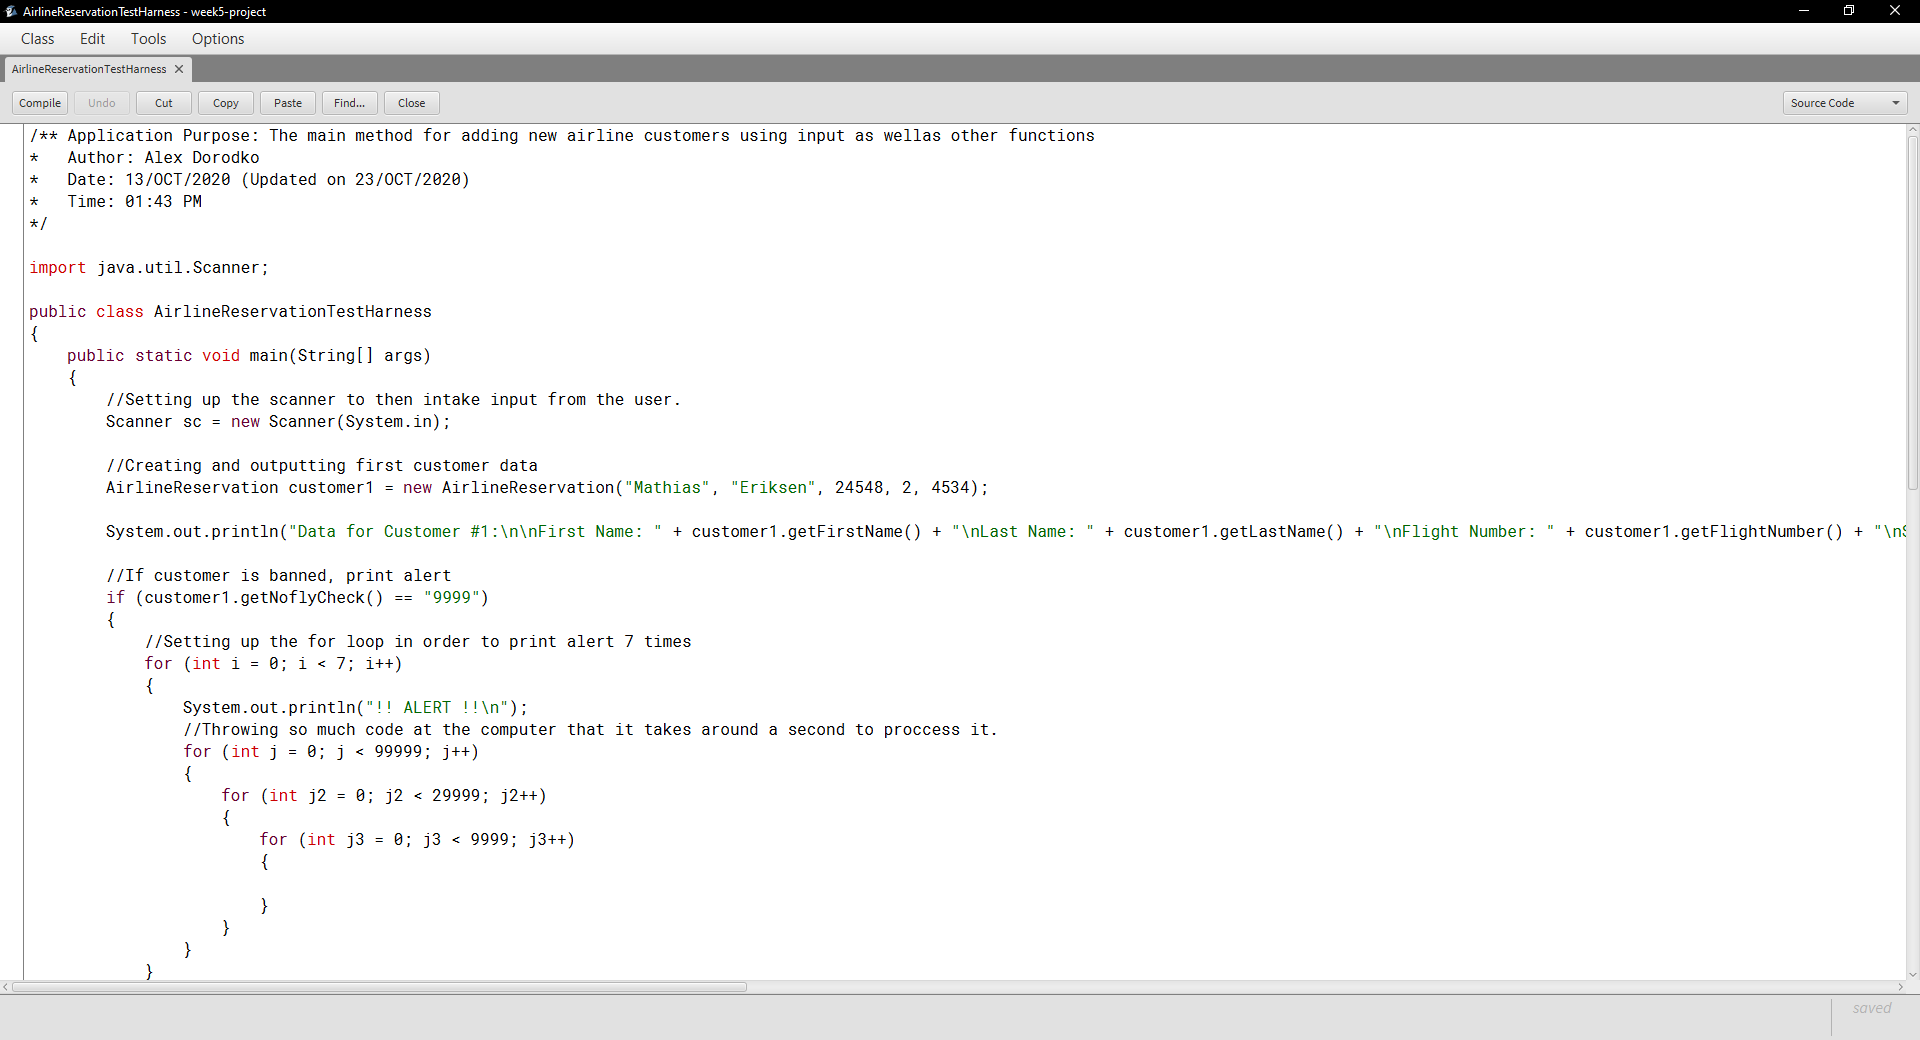 AirlineReservationTestHarness - week5-project
Class Edit Tools Options
AirlineReservationTestHarness
Compile Undo Cut Copy Paste Find... Close Source Code
/** Application Purpose: The main method for adding new airline customers using input as wellas other functions
*   Author: Alex Dorodko
*   Date: 13/OCT/2020 (Updated on 23/OCT/2020)
*   Time: 01:43 PM
*/
import java.util.Scanner;
public class AirlineReservationTestHarness
{
    public static void main(String[] args)
    {
        //Setting up the scanner to then intake input from the user.
        Scanner sc = new Scanner(System.in);
        //Creating and outputting first customer data
        AirlineReservation customer1 = new AirlineReservation("Mathias", "Eriksen", 24548, 2, 4534);
        System.out.println("Data for Customer #1:\n\nFirst Name: " + customer1.getFirstName() + "\nLast Name: " + customer1.getLastName() + "\nFlight Number: " + customer1.getFlightNumber() + "\n
        //If customer is banned, print alert
        if (customer1.getNoflyCheck() == "9999")
        {
            //Setting up the for loop in order to print alert 7 times
            for (int i = 0; i < 7; i++)
            {
                System.out.println("!! ALERT !!\n");
                //Throwing so much code at the computer that it takes around a second to proccess it.
                for (int j = 0; j < 99999; j++)
                {
                    for (int j2 = 0; j2 < 29999; j2++)
                    {
                        for (int j3 = 0; j3 < 9999; j3++)
                        {
                        }
                    }
                }
            }
saved